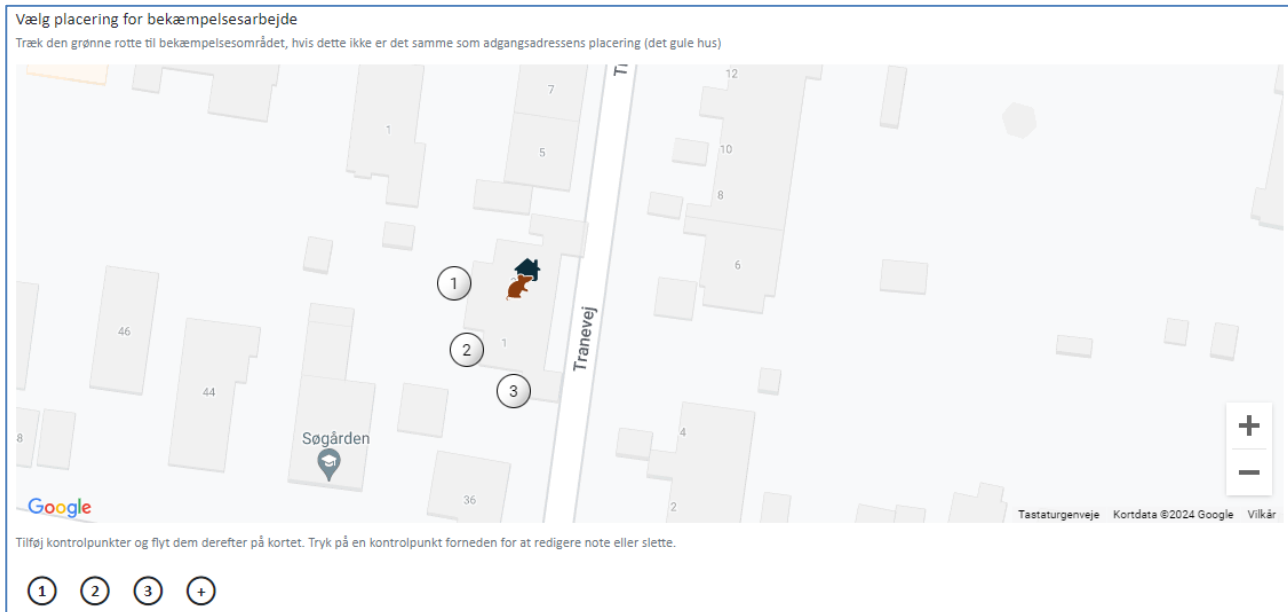 Vælg placering for bekæmpelsesarbejde
Træk den grønne rotte til bekæmpelsesområdet, hvis dette ikke er det samme som adgangsadressens placering (det gule hus)
12
7
1
5
10
8
6
1
2
1
3
46
44
Søgården
Tranevej
4
8
36
2
Google
Tastaturgenveje Kortdata ©2024 Google Vilkår
+
−
Tilføj kontrolpunkter og flyt dem derefter på kortet. Tryk på en kontrolpunkt forneden for at redigere note eller slette.
1 2 3 +